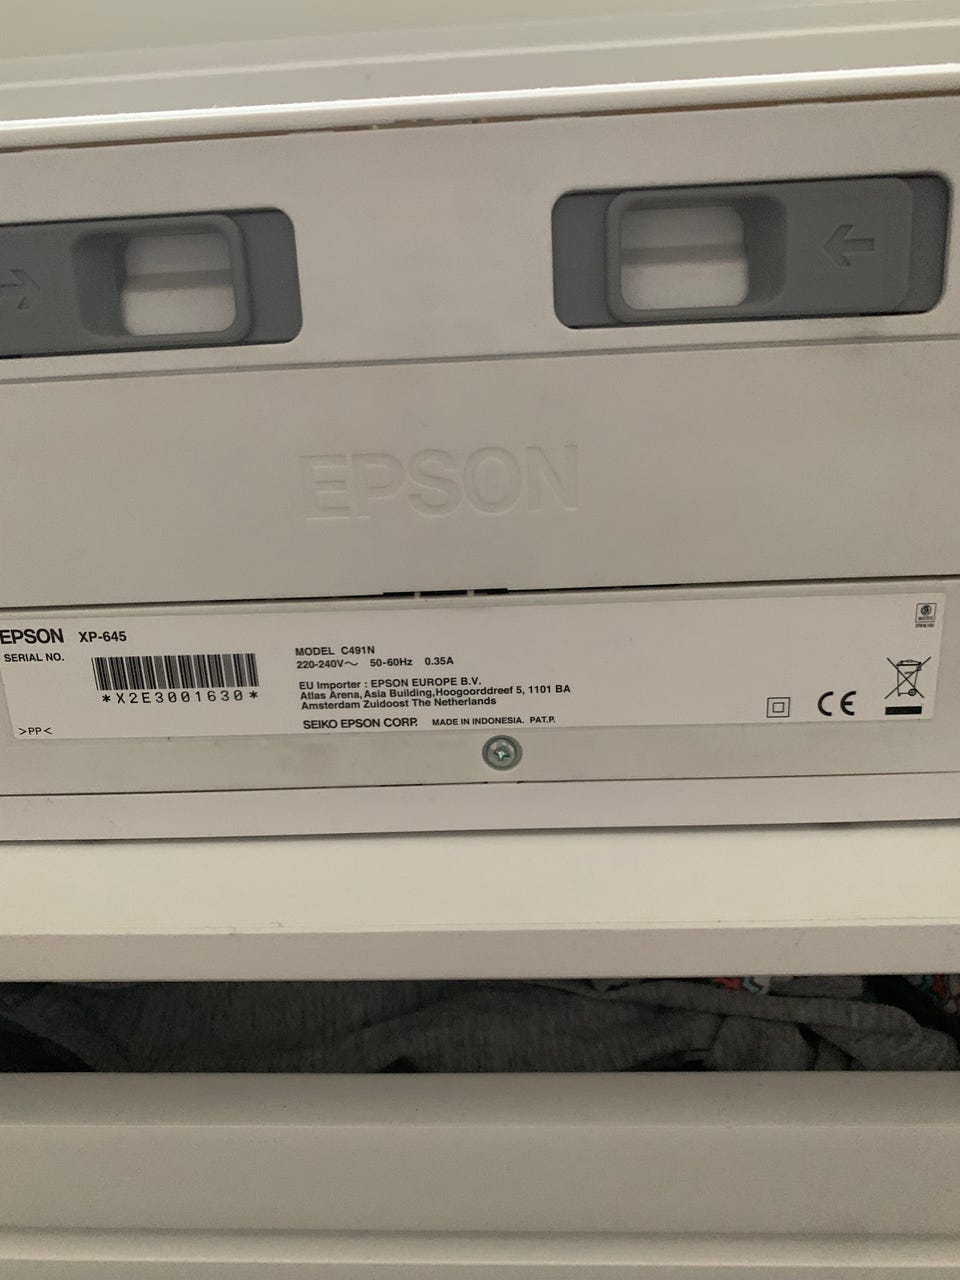 EPSON
EPSON XP-645
SERIAL NO.
*X2E3001630*
>PP<
MODEL C491N
220-240V～ 50-60Hz 0.35A
EU Importer : EPSON EUROPE B.V.
Atlas Arena,Asia Building,Hoogoorddreef 5, 1101 BA
Amsterdam Zuidoost The Netherlands
SEIKO EPSON CORP. MADE IN INDONESIA. PAT.P.
CE